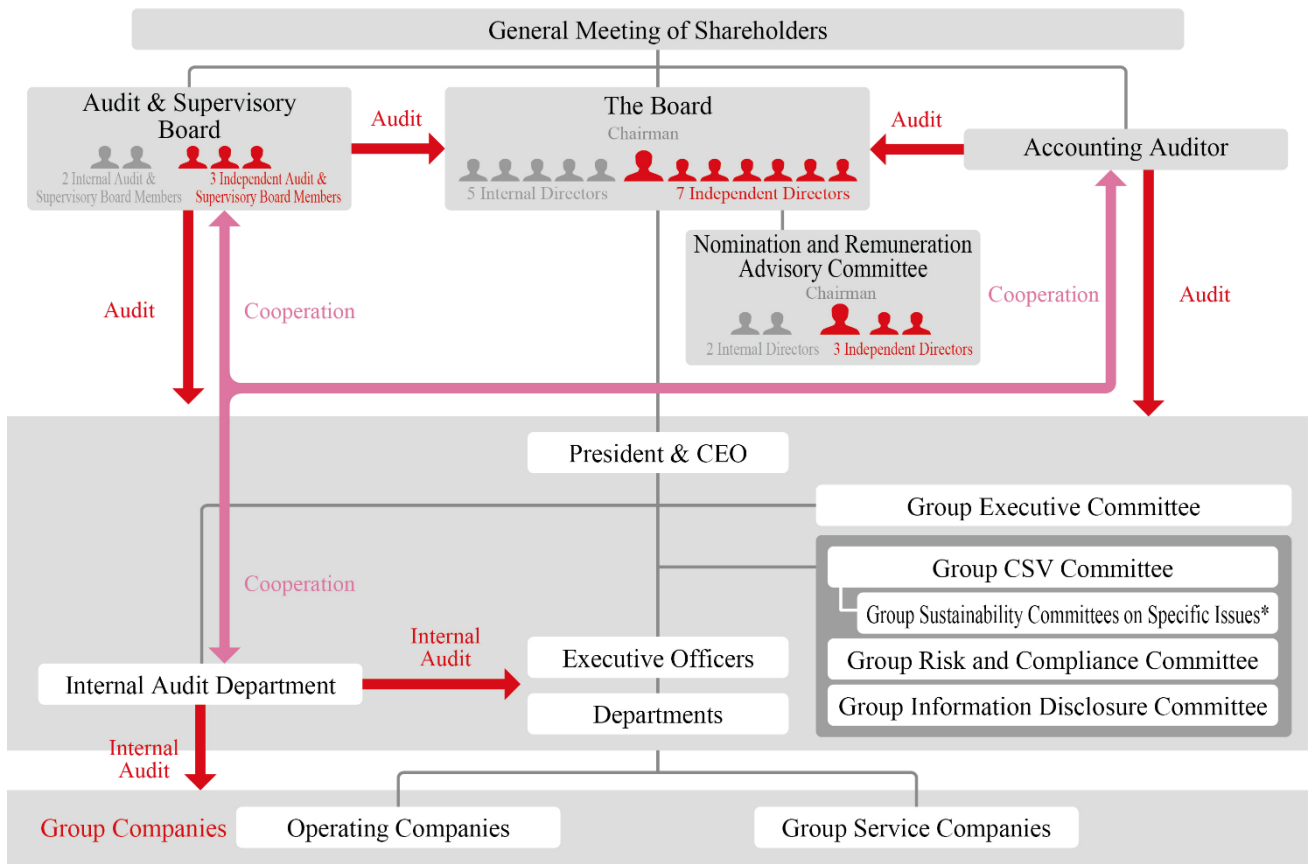 General Meeting of Shareholders
Audit & Supervisory
Board
2 Internal Audit &
Supervisory Board Members
3 Independent Audit &
Supervisory Board Members
Audit
The Board
Chairman
5 Internal Directors
7 Independent Directors
Audit
Accounting Auditor
Nomination and Remuneration
Advisory Committee
Chairman
2 Internal Directors
3 Independent Directors
Audit
Cooperation
Cooperation
Audit
President & CEO
Group Executive Committee
Group CSV Committee
Group Sustainability Committees on Specific Issues*
Group Risk and Compliance Committee
Group Information Disclosure Committee
Cooperation
Internal Audit Department
Internal
Audit
Executive Officers
Departments
Internal
Audit
Group Companies
Operating Companies
Group Service Companies